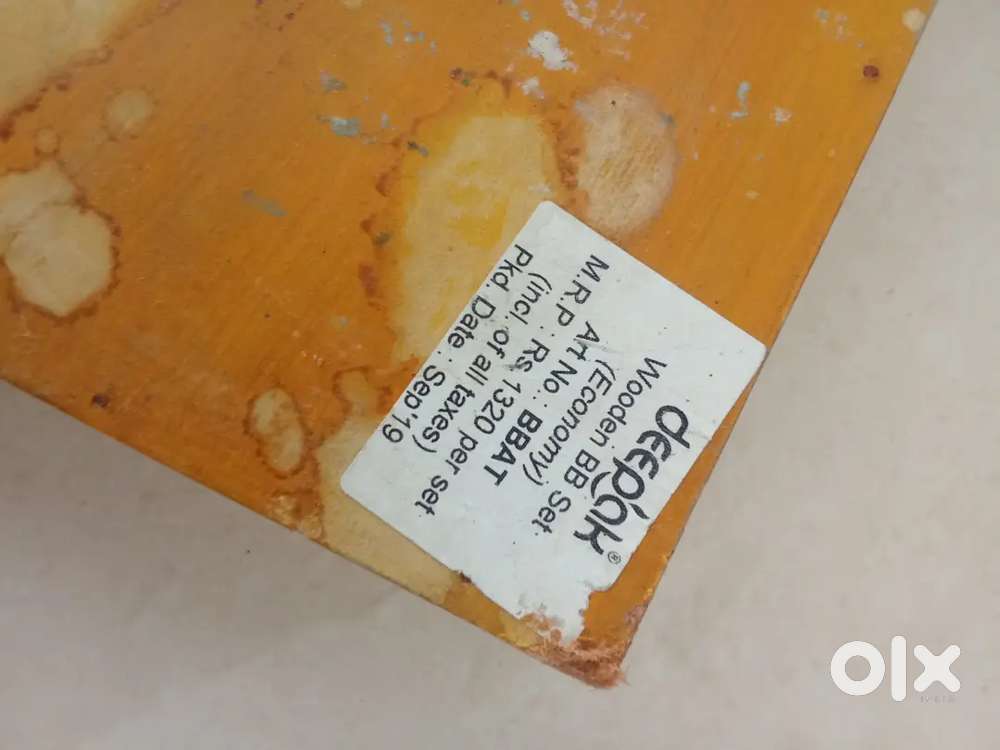 deepak®
Wooden BB Set
(Economy)
Art No.: BBAT
M.R.P : Rs 1320 per set
(incl. of all taxes)
Pkd. Date : Sep'19
olx